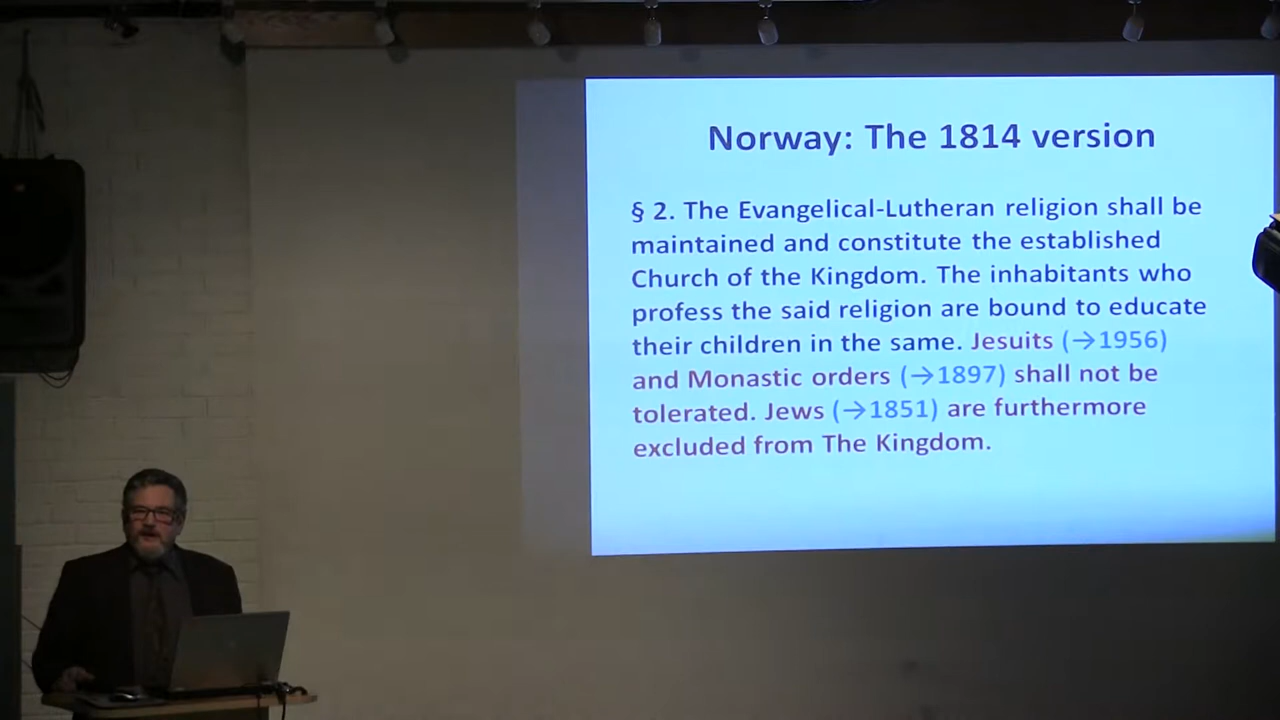 Norway: The 1814 version
§ 2. The Evangelical-Lutheran religion shall be
maintained and constitute the established
Church of the Kingdom. The inhabitants who
profess the said religion are bound to educate
their children in the same. Jesuits (→1956)
and Monastic orders (→1897) shall not be
tolerated. Jews (→1851) are furthermore
excluded from The Kingdom.